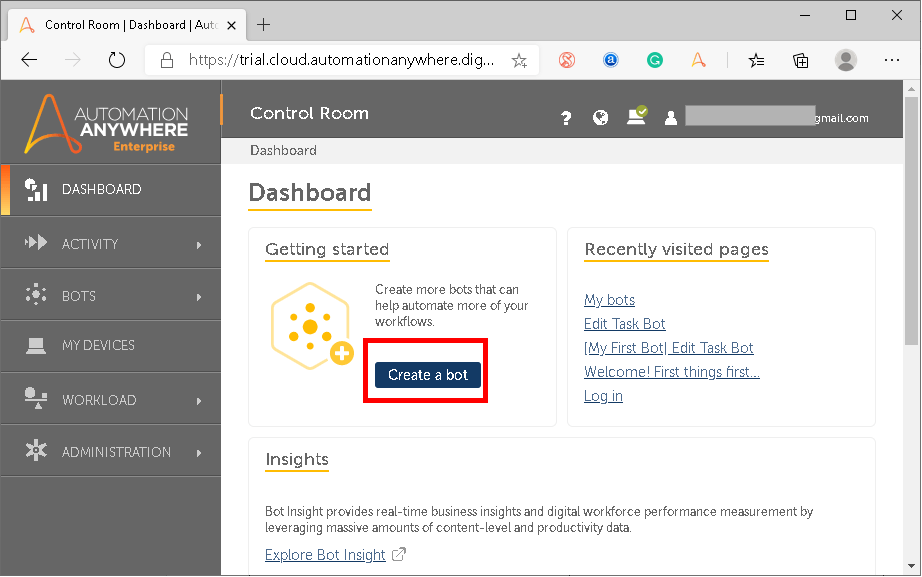 Control Room | Dashboard | Auto
https://trial.cloud.automationanywhere.dig...
AUTOMATION
ANYWHERE
Enterprise
Control Room
?
gmail.com
Dashboard
DASHBOARD
ACTIVITY
BOTS
MY DEVICES
WORKLOAD
ADMINISTRATION
Dashboard
Getting started
Create more bots that can
help automate more of your
workflows.
Create a bot
Recently visited pages
My bots
Edit Task Bot
[My First Bot| Edit Task Bot
Welcome! First things first...
Log in
Insights
Bot Insight provides real-time business insights and digital workforce performance measurement by
leveraging massive amounts of content-level and productivity data.
Explore Bot Insight